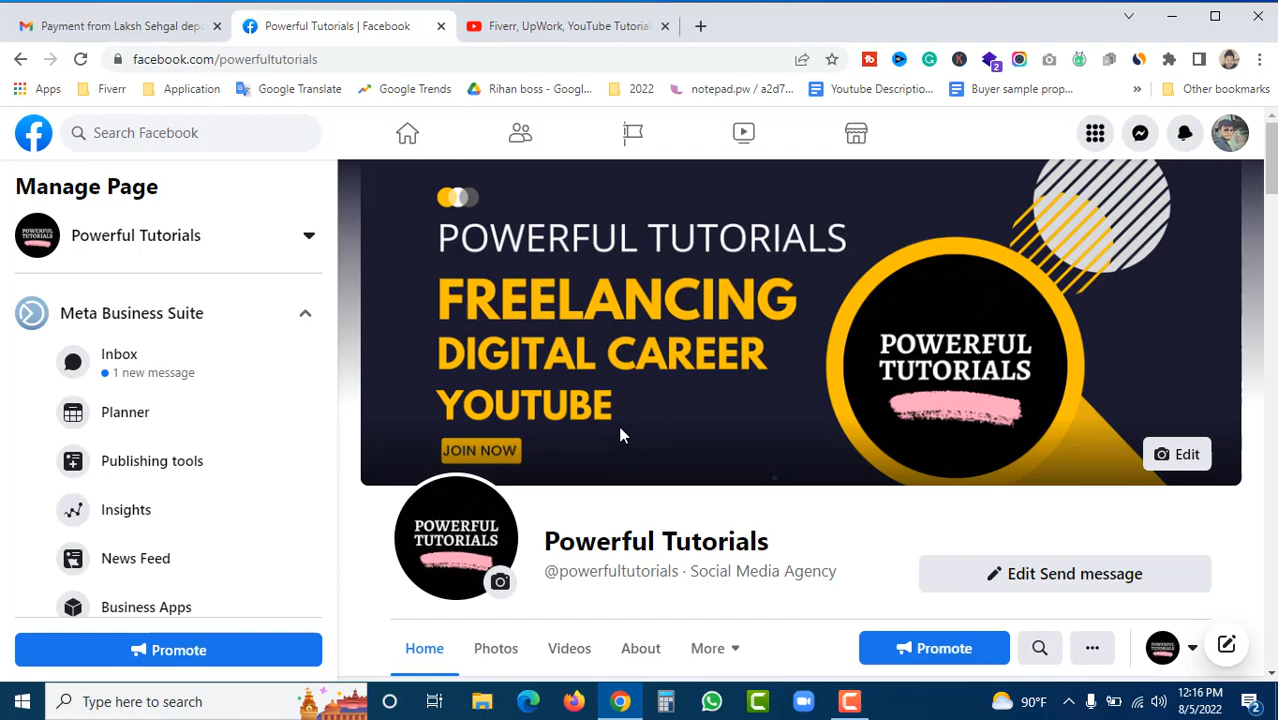 Payment from Laksh Sehgal depo
Powerful Tutorials | Facebook
Fiverr, UpWork, YouTube Tutorial
facebook.com/powerfultutorials
2
Apps
Fiverr
Application
Google Translate
Google Trends
Rihan boss - Googl...
2022
notepad.pw / a2d7...
Youtube Description...
Buyer sample prop...
»
Other bookmarks
Search Facebook
Manage Page
Powerful Tutorials
Meta Business Suite
Inbox
1 new message
Planner
Publishing tools
Insights
News Feed
Business Apps
Promote
POWERFUL TUTORIALS
FREELANCING
DIGITAL CAREER
YOUTUBE
JOIN NOW
POWERFUL
TUTORIALS
Edit
POWERFUL
TUTORIALS
Powerful Tutorials
@powerfultutorials · Social Media Agency
Edit Send message
Home
Photos
Videos
About
More
Promote
Type here to search
90°F
12:16 PM
8/5/2022
2